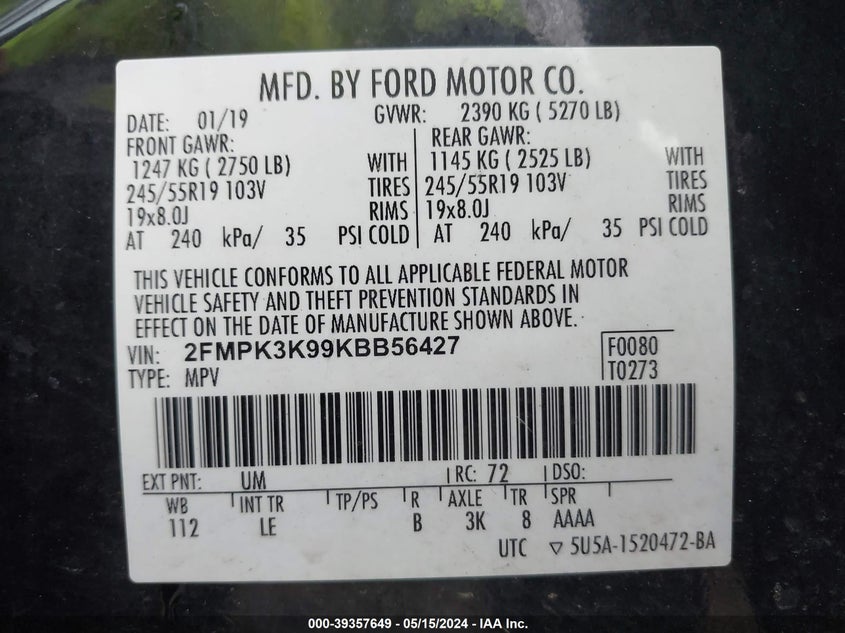 MFD. BY FORD MOTOR CO.
DATE: 01/19 GVWR: 2390 KG ( 5270 LB)
FRONT GAWR: REAR GAWR:
1247 KG ( 2750 LB) WITH 1145 KG ( 2525 LB) WITH
245/55R19 103V TIRES 245/55R19 103V TIRES
19x8.0J RIMS 19x8.0J RIMS
AT 240 kPa/ 35 PSI COLD AT 240 kPa/ 35 PSI COLD
THIS VEHICLE CONFORMS TO ALL APPLICABLE FEDERAL MOTOR
VEHICLE SAFETY AND THEFT PREVENTION STANDARDS IN
EFFECT ON THE DATE OF MANUFACTURE SHOWN ABOVE.
VIN: 2FMPK3K99KBB56427 F0080
TYPE: MPV T0273
EXT PNT: UM RC: 72 DSO:
WB INT TR TP/PS R AXLE TR SPR
112 LE B 3K 8 AAAA
UTC ▽ 5U5A-1520472-BA
000-39357649 - 05/15/2024 - IAA Inc.